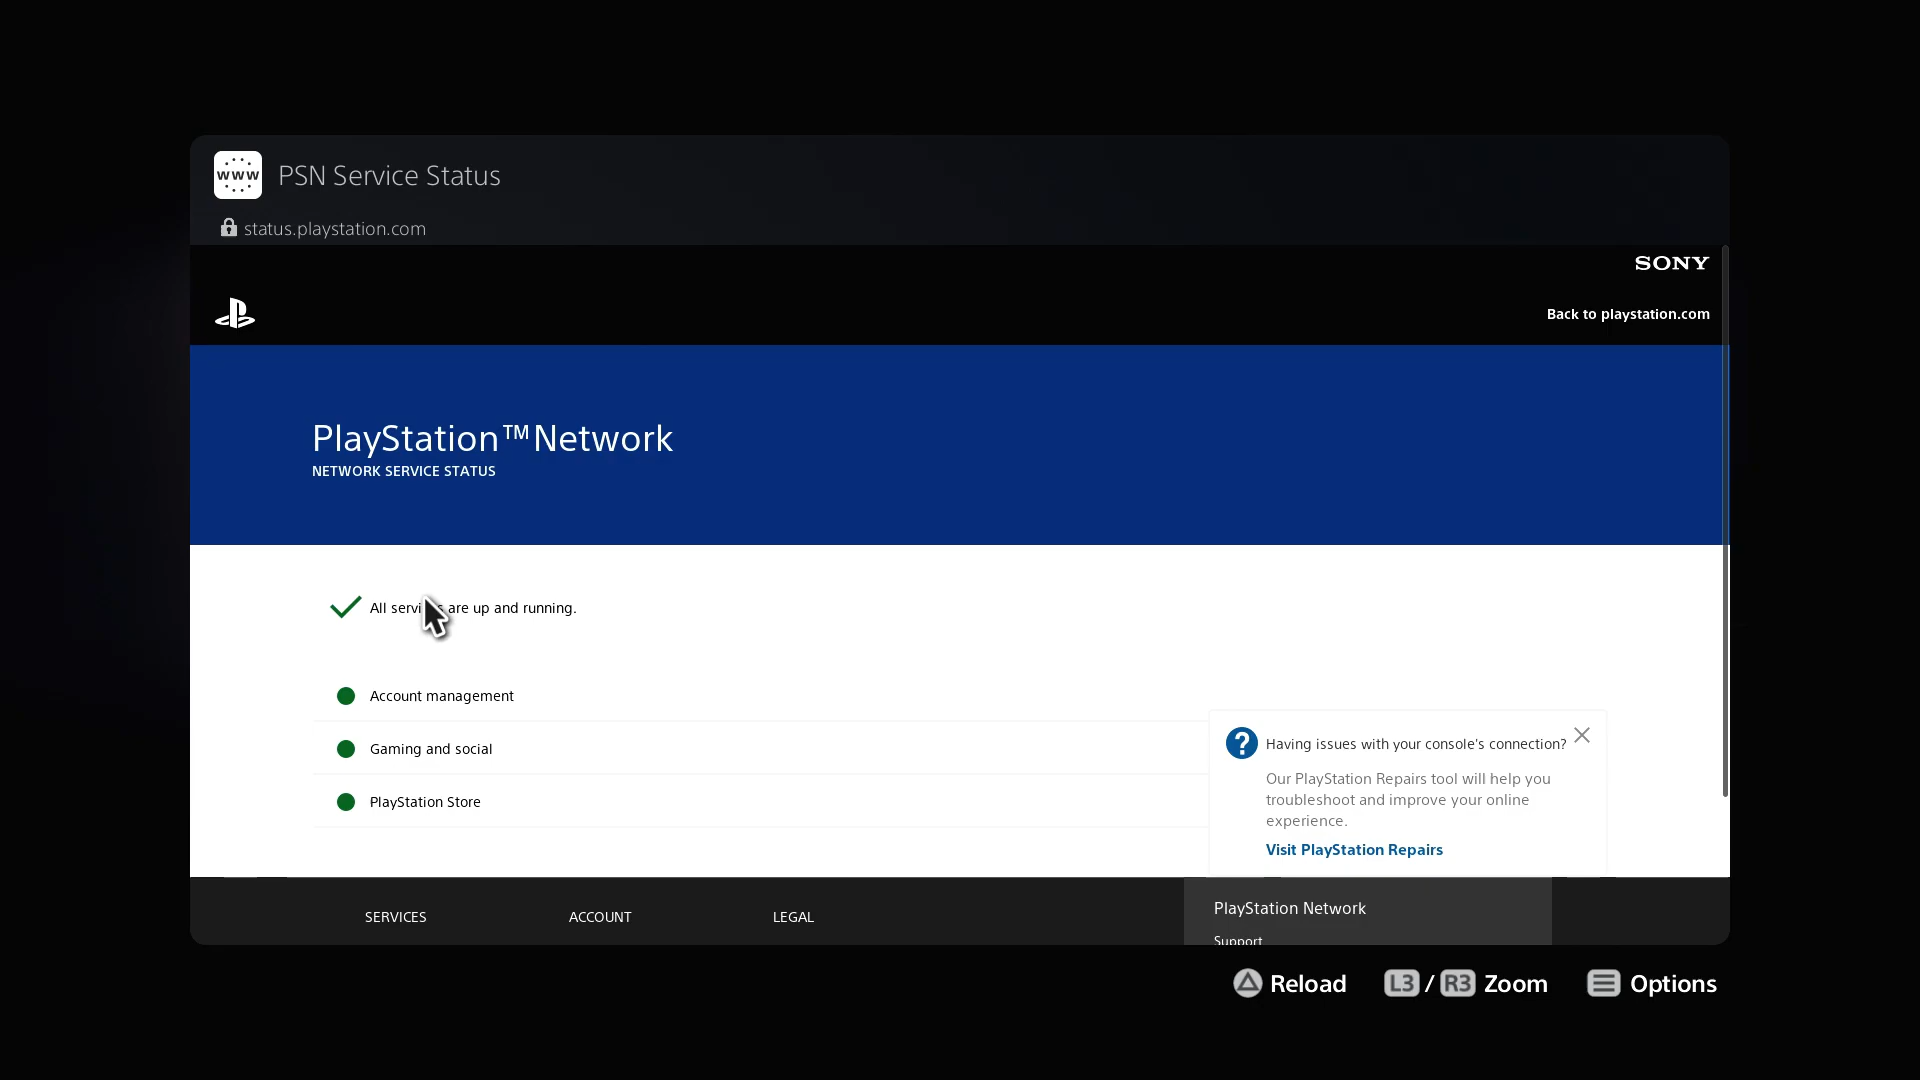 www
PSN Service Status
status.playstation.com
SONY
Back to playstation.com
PlayStation™Network
NETWORK SERVICE STATUS
All services are up and running.
Account management
Gaming and social
PlayStation Store
? Having issues with your console's connection?
Our PlayStation Repairs tool will help you
troubleshoot and improve your online
experience.
Visit PlayStation Repairs
SERVICES
ACCOUNT
LEGAL
PlayStation Network
Support
Reload
L3 / R3 Zoom
Options